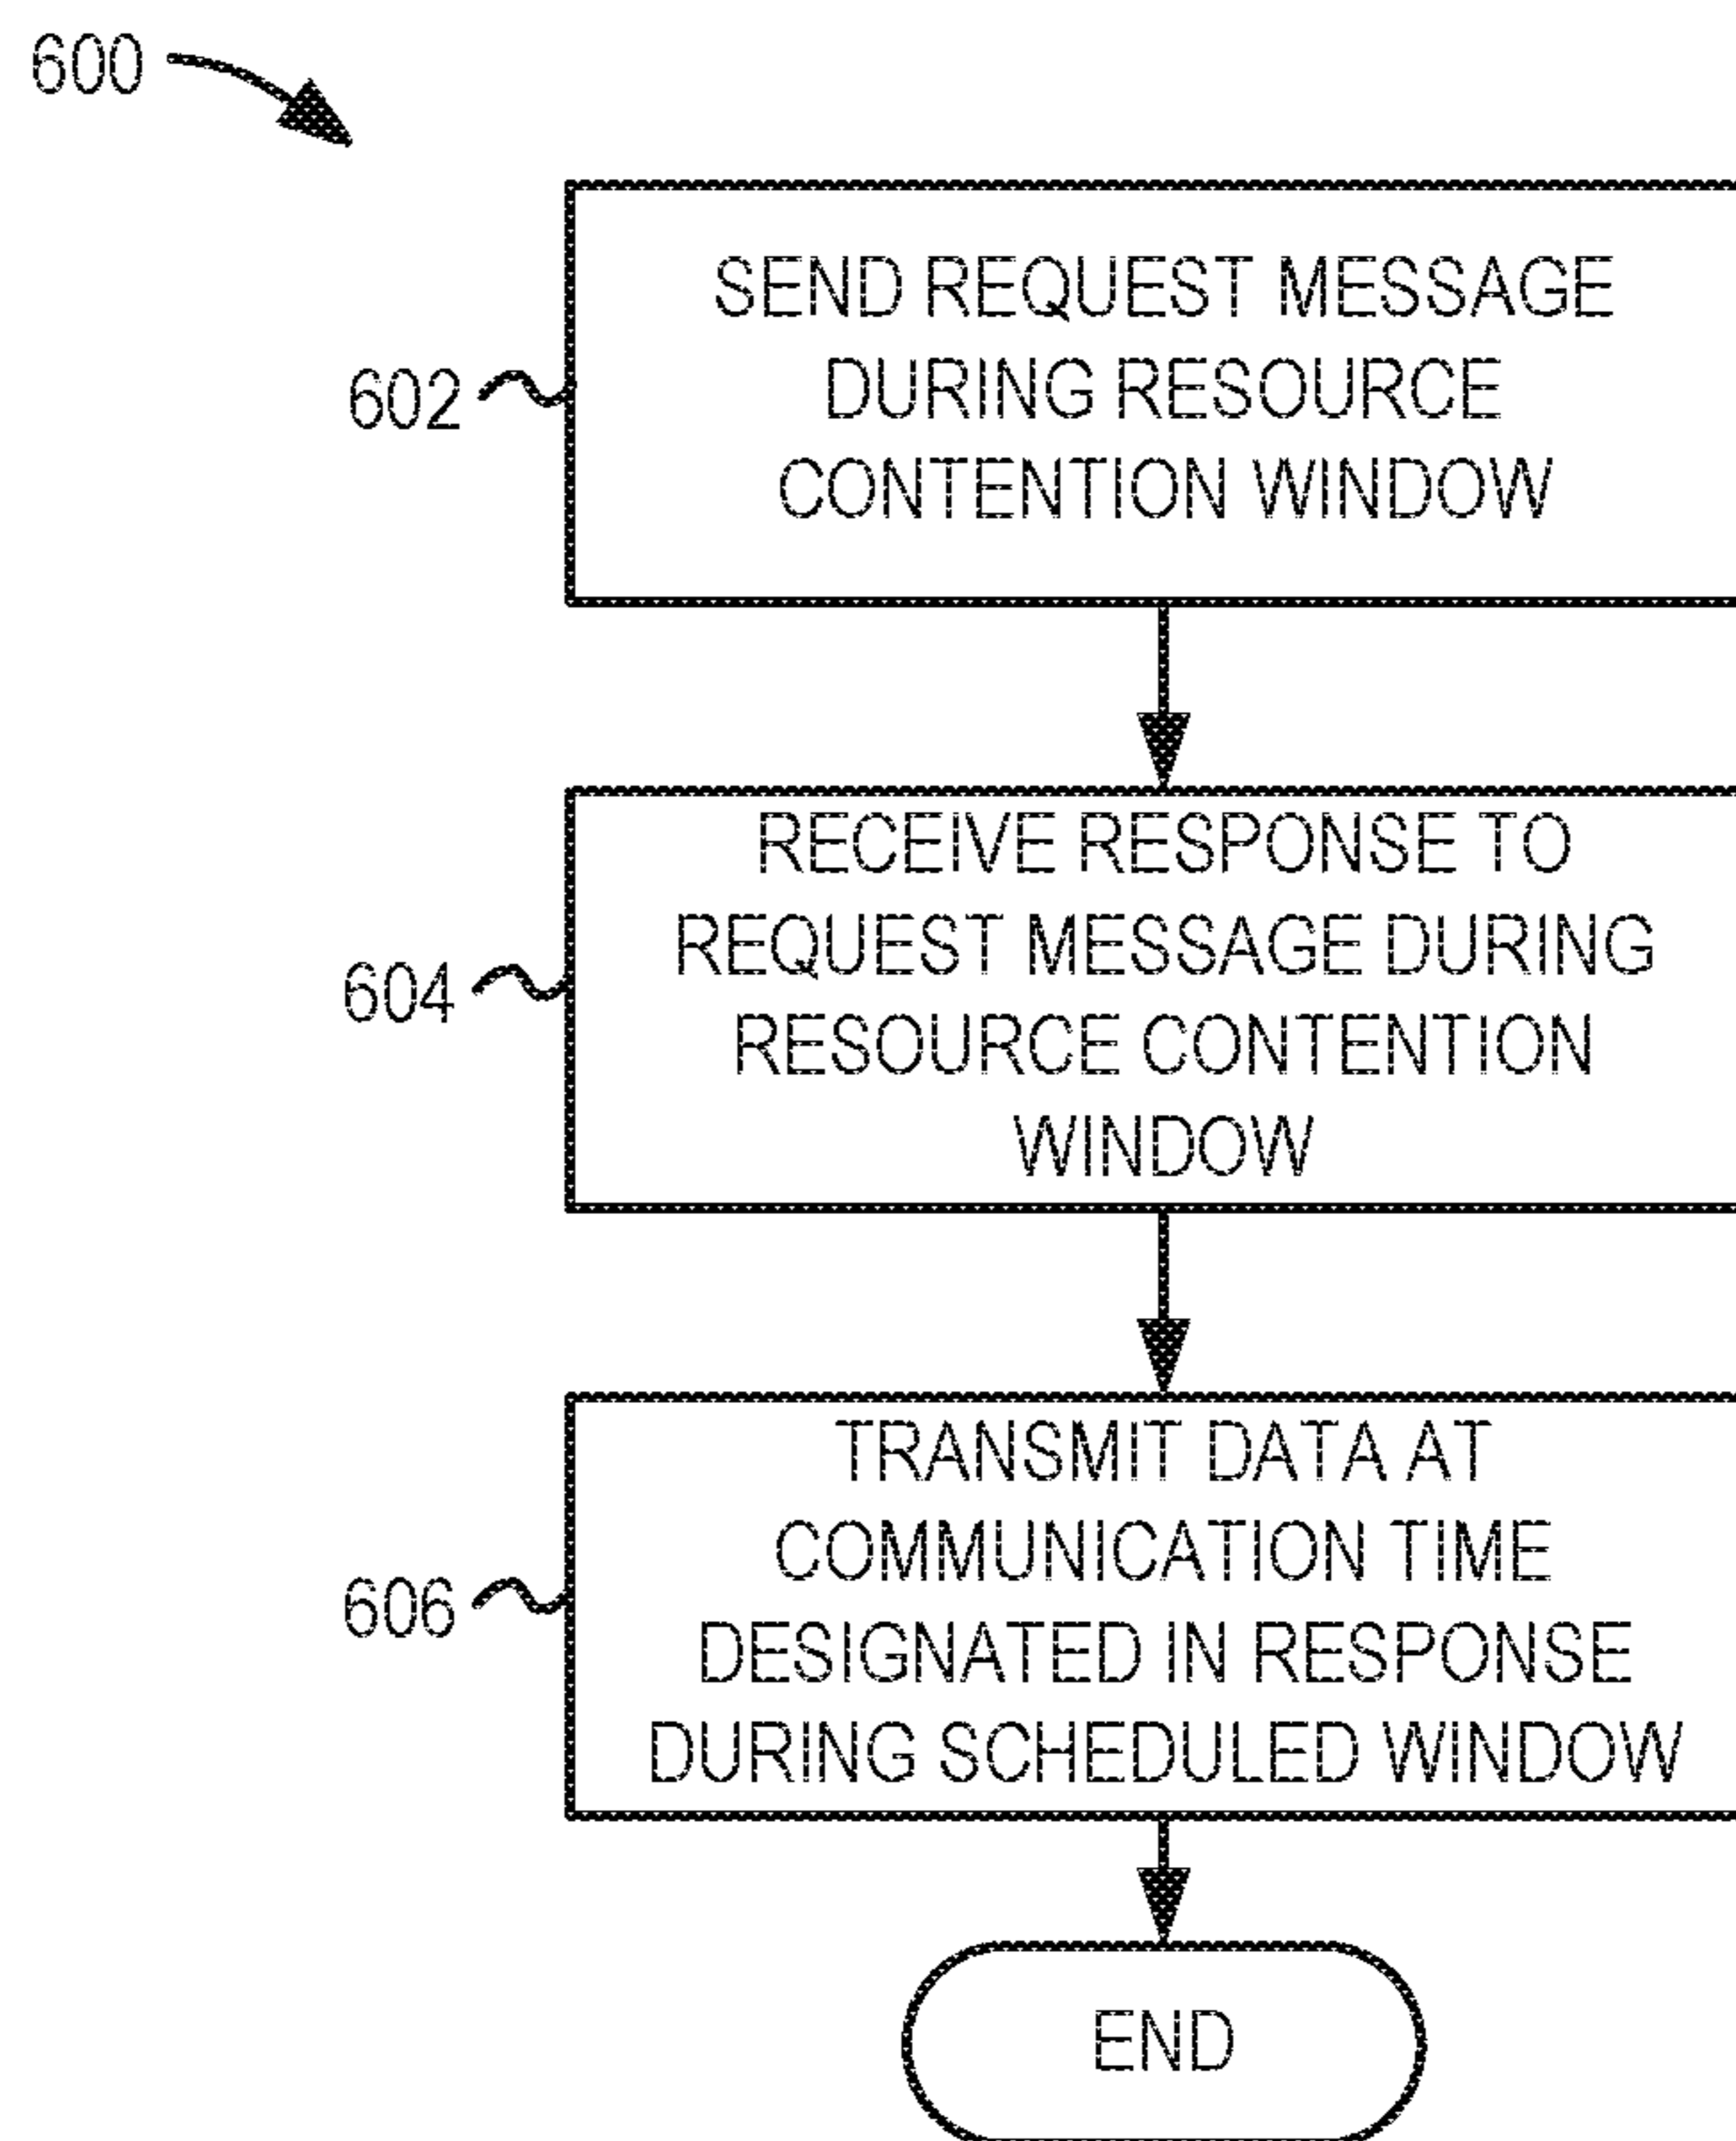 600
602
SEND REQUEST MESSAGE
DURING RESOURCE
CONTENTION WINDOW
604
RECEIVE RESPONSE TO
REQUEST MESSAGE DURING
RESOURCE CONTENTION
WINDOW
606
TRANSMIT DATA AT
COMMUNICATION TIME
DESIGNATED IN RESPONSE
DURING SCHEDULED WINDOW
END